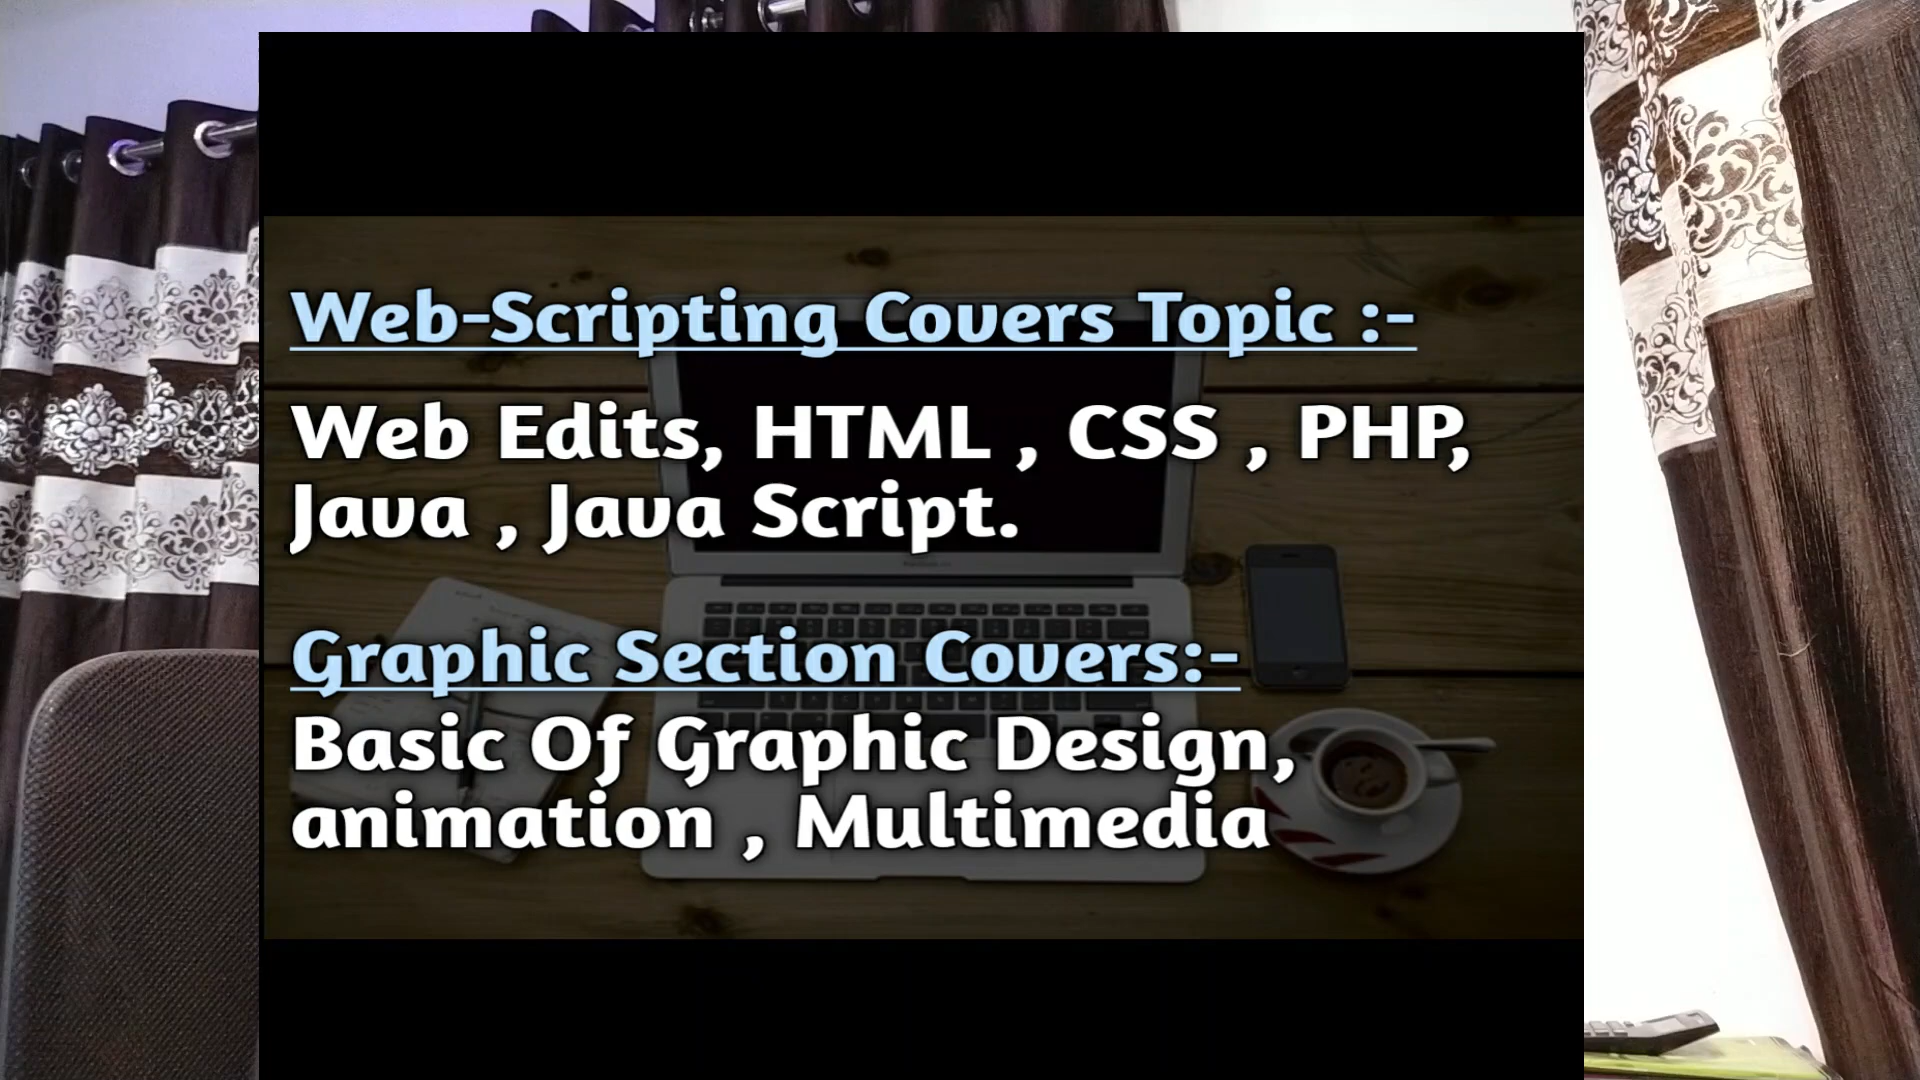 Web-Scripting Covers Topic :-
Web Edits, HTML , CSS , PHP,
Java , Java Script.
Graphic Section Covers:-
Basic Of Graphic Design,
animation , Multimedia